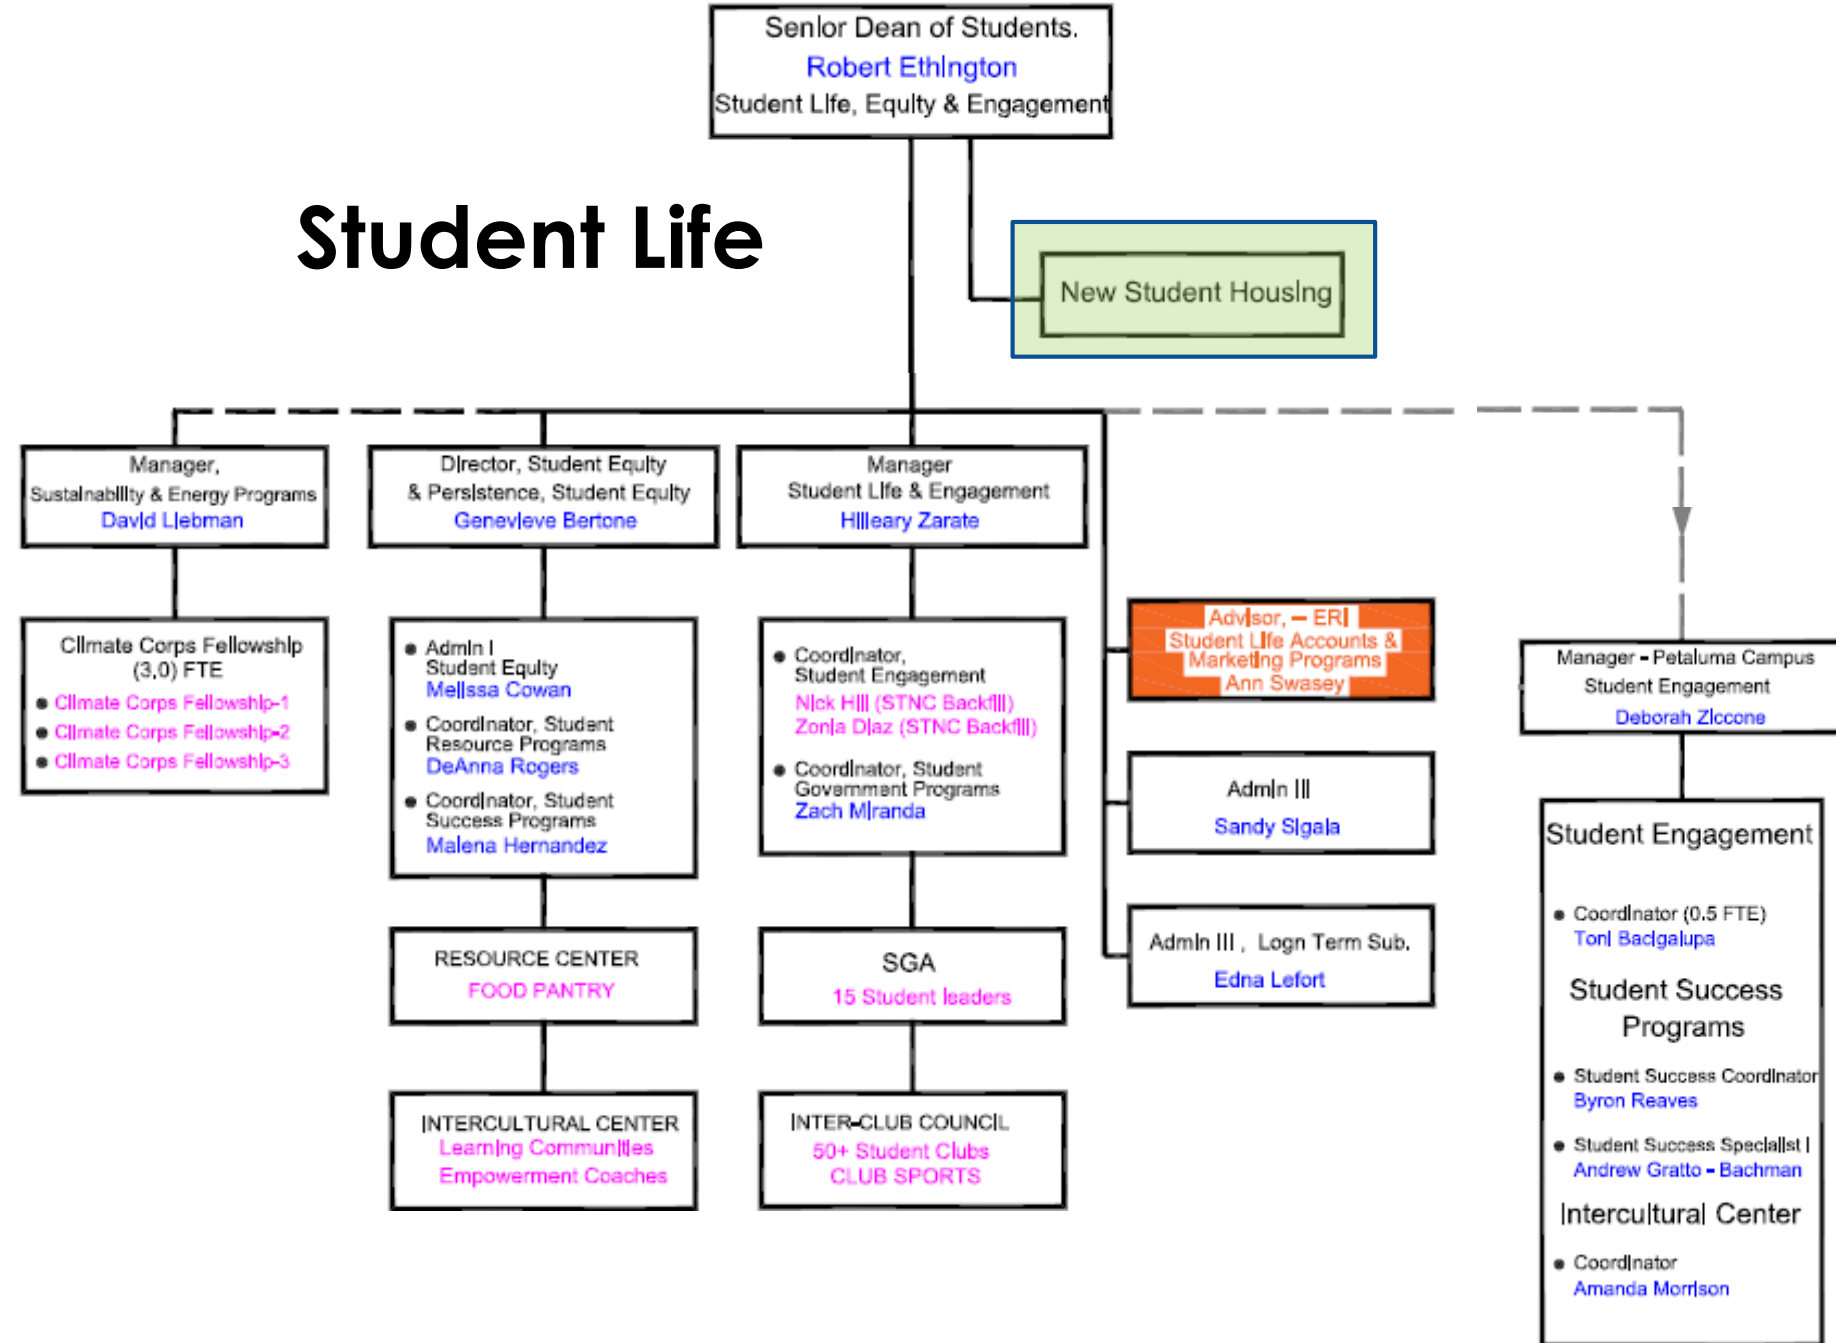 Senior Dean of Students.
Robert Ethington
Student Life, Equity & Engagement
Student Life
New Student Housing
Manager,
Sustainability & Energy Programs
David Liebman
Director, Student Equity
& Persistence, Student Equity
Genevieve Bertone
Manager
Student Life & Engagement
Hilleary Zarate
Climate Corps Fellowship
(3,0) FTE
● Climate Corps Fellowship-1
● Climate Corps Fellowship-2
● Climate Corps Fellowship-3
● Admin I
Student Equity
Melissa Cowan
● Coordinator, Student
Resource Programs
DeAnna Rogers
● Coordinator, Student
Success Programs
Malena Hernandez
RESOURCE CENTER
FOOD PANTRY
INTERCULTURAL CENTER
Learning Communities
Empowerment Coaches
● Coordinator,
Student Engagement
Nick Hill (STNC Backfill)
Zonia Diaz (STNC Backfill)
● Coordinator, Student
Government Programs
Zach Miranda
SGA
15 Student leaders
INTER-CLUB COUNCIL
50+ Student Clubs
CLUB SPORTS
Advisor, – ERI
Student Life Accounts &
Marketing Programs
Ann Swasey
Admin III
Sandy Sigala
Admin III , Logn Term Sub.
Edna Lefort
Manager – Petaluma Campus
Student Engagement
Deborah Ziccone
Student Engagement
● Coordinator (0.5 FTE)
Toni Bacigalupa
Student Success
Programs
● Student Success Coordinator
Byron Reaves
● Student Success Specialist I
Andrew Gratto – Bachman
Intercultural Center
● Coordinator
Amanda Morrison